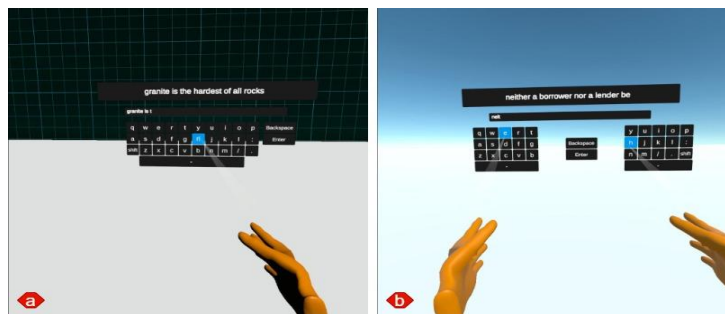 granite is the hardest of all rocks
granite is t
q w e r t y u i o p Backspace
a s d f g h j k l : Enter
shift z x c v b n m / .
a
neither a borrower nor a lender be
neit
q w e r t
a s d f g
z x c v b
Backspace
Enter
y u i o p
h j k l :
n m / . shift
b